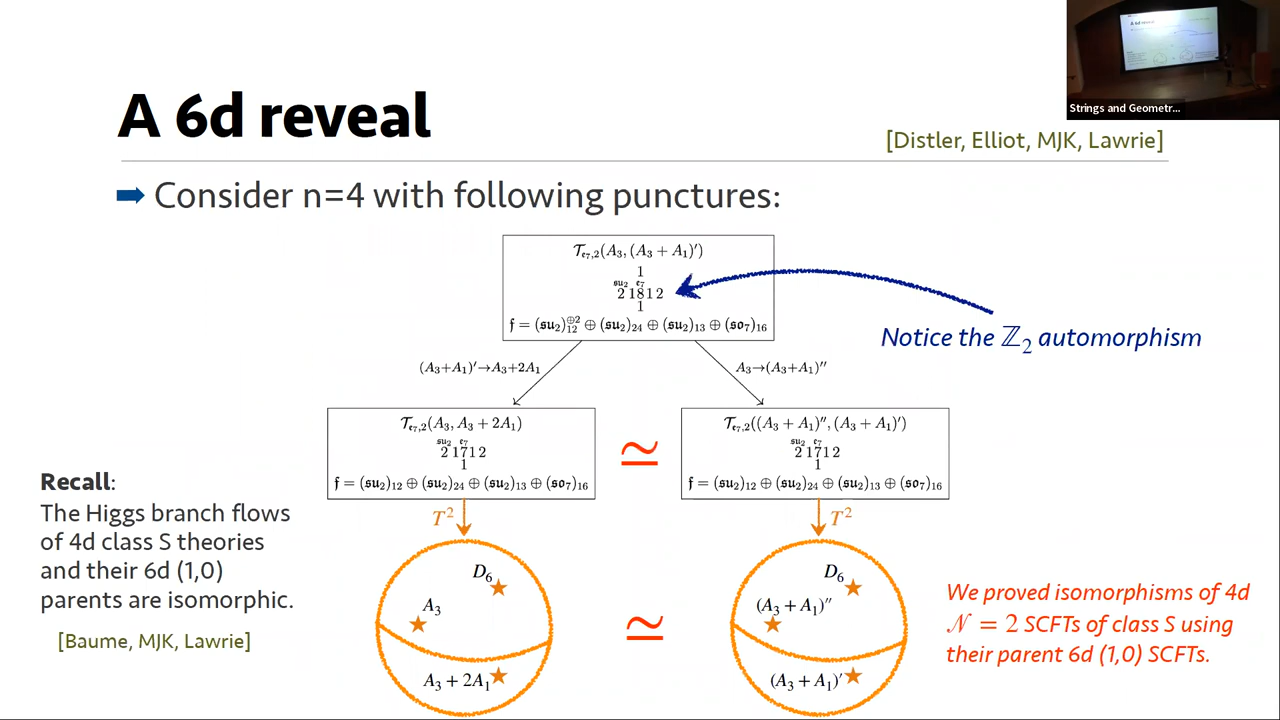 A 6d reveal
Strings and Geometr...
[Distler, Elliot, MJK, Lawrie]
➡ Consider n=4 with following punctures:
𝒯_{𝔢₇,2}(A₃, (A₃ + A₁)′)
1
𝔰𝔲₂ 𝔢₇
2 1 8 1 2
1
𝔣 = (𝔰𝔲₂)₁₂^{⊕2} ⊕ (𝔰𝔲₂)₂₄ ⊕ (𝔰𝔲₂)₁₃ ⊕ (𝔰𝔬₇)₁₆
Notice the ℤ₂ automorphism
(A₃+A₁)′→A₃+2A₁
A₃→(A₃+A₁)″
𝒯_{𝔢₇,2}(A₃, A₃ + 2A₁)
𝔰𝔲₂ 𝔢₇
2 1 7 1 2
1
𝔣 = (𝔰𝔲₂)₁₂ ⊕ (𝔰𝔲₂)₂₄ ⊕ (𝔰𝔲₂)₁₃ ⊕ (𝔰𝔬₇)₁₆
≃
𝒯_{𝔢₇,2}((A₃ + A₁)″, (A₃ + A₁)′)
𝔰𝔲₂ 𝔢₇
2 1 7 1 2
1
𝔣 = (𝔰𝔲₂)₁₂ ⊕ (𝔰𝔲₂)₂₄ ⊕ (𝔰𝔲₂)₁₃ ⊕ (𝔰𝔬₇)₁₆
Recall:
The Higgs branch flows
of 4d class S theories
and their 6d (1,0)
parents are isomorphic.
[Baume, MJK, Lawrie]
T²
D₆
A₃
A₃ + 2A₁
≃
T²
D₆
(A₃ + A₁)″
(A₃ + A₁)′
We proved isomorphisms of 4d
𝒩 = 2 SCFTs of class S using
their parent 6d (1,0) SCFTs.